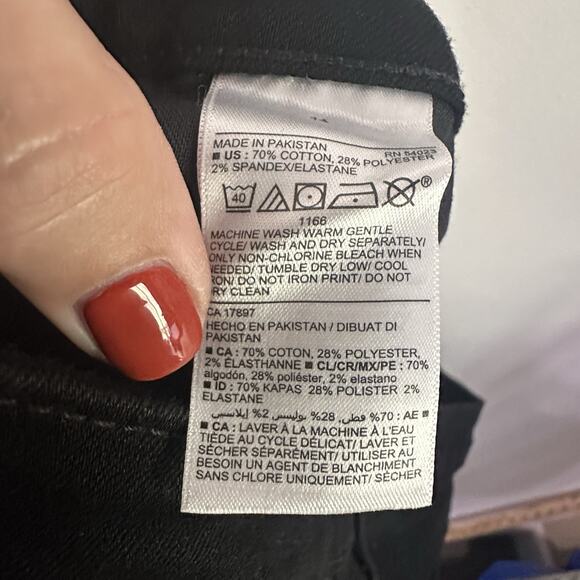 14
MADE IN PAKISTAN RN 54023
■ US : 70% COTTON, 28% POLYESTER,
2% SPANDEX/ELASTANE
40 ®
1166
MACHINE WASH WARM GENTLE
CYCLE/ WASH AND DRY SEPARATELY/
ONLY NON-CHLORINE BLEACH WHEN
NEEDED/ TUMBLE DRY LOW/ COOL
IRON/ DO NOT IRON PRINT/ DO NOT
DRY CLEAN
CA 17897
HECHO EN PAKISTAN / DIBUAT DI
PAKISTAN
■ CA : 70% COTON, 28% POLYESTER,
2% ÉLASTHANNE ■ CL/CR/MX/PE : 70%
algodón, 28% poliéster, 2% elastano
■ ID : 70% KAPAS 28% POLISTER 2%
ELASTANE
■ AE : 70% قطن, 28% بوليستر, 2% إيلاستين
■ CA : LAVER À LA MACHINE À L'EAU
TIÈDE AU CYCLE DÉLICAT/ LAVER ET
SÉCHER SÉPARÉMENT/ UTILISER AU
BESOIN UN AGENT DE BLANCHIMENT
SANS CHLORE UNIQUEMENT/ SÉCHER